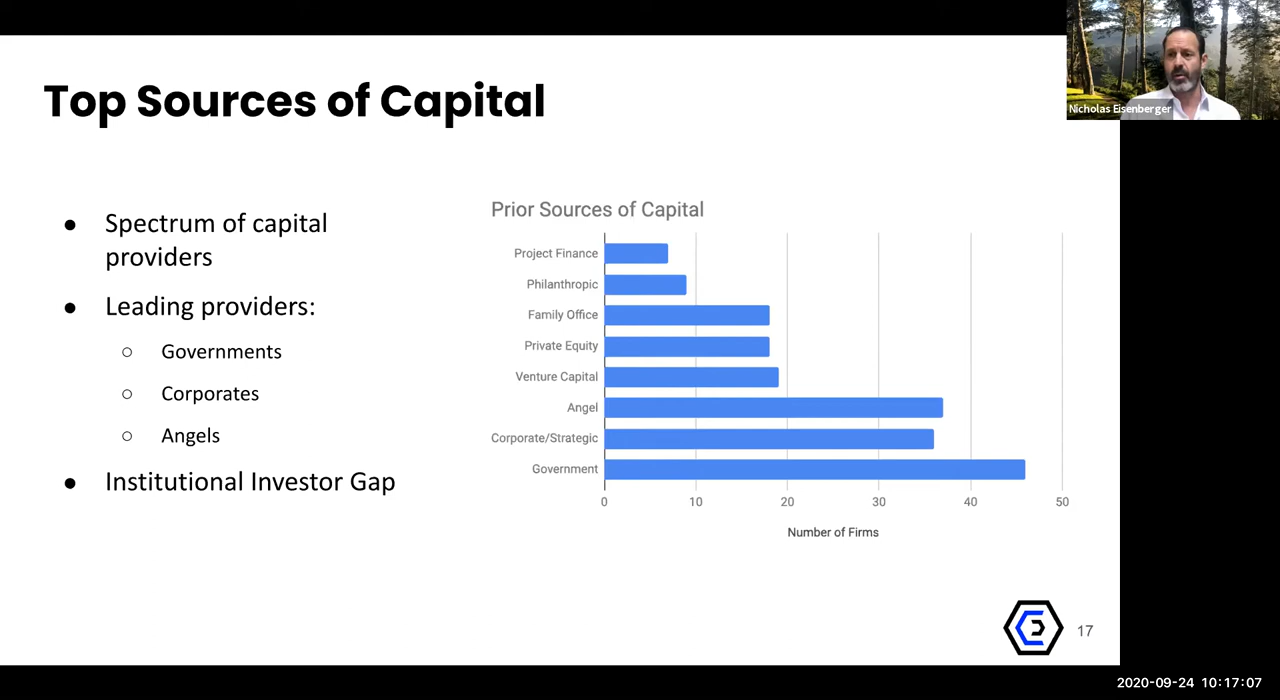 Top Sources of Capital
Nicholas Eisenberger
● Spectrum of capital
providers
● Leading providers:
○ Governments
○ Corporates
○ Angels
● Institutional Investor Gap
Prior Sources of Capital
Project Finance
Philanthropic
Family Office
Private Equity
Venture Capital
Angel
Corporate/Strategic
Government
0 10 20 30 40 50
Number of Firms
17
2020-09-24 10:17:07